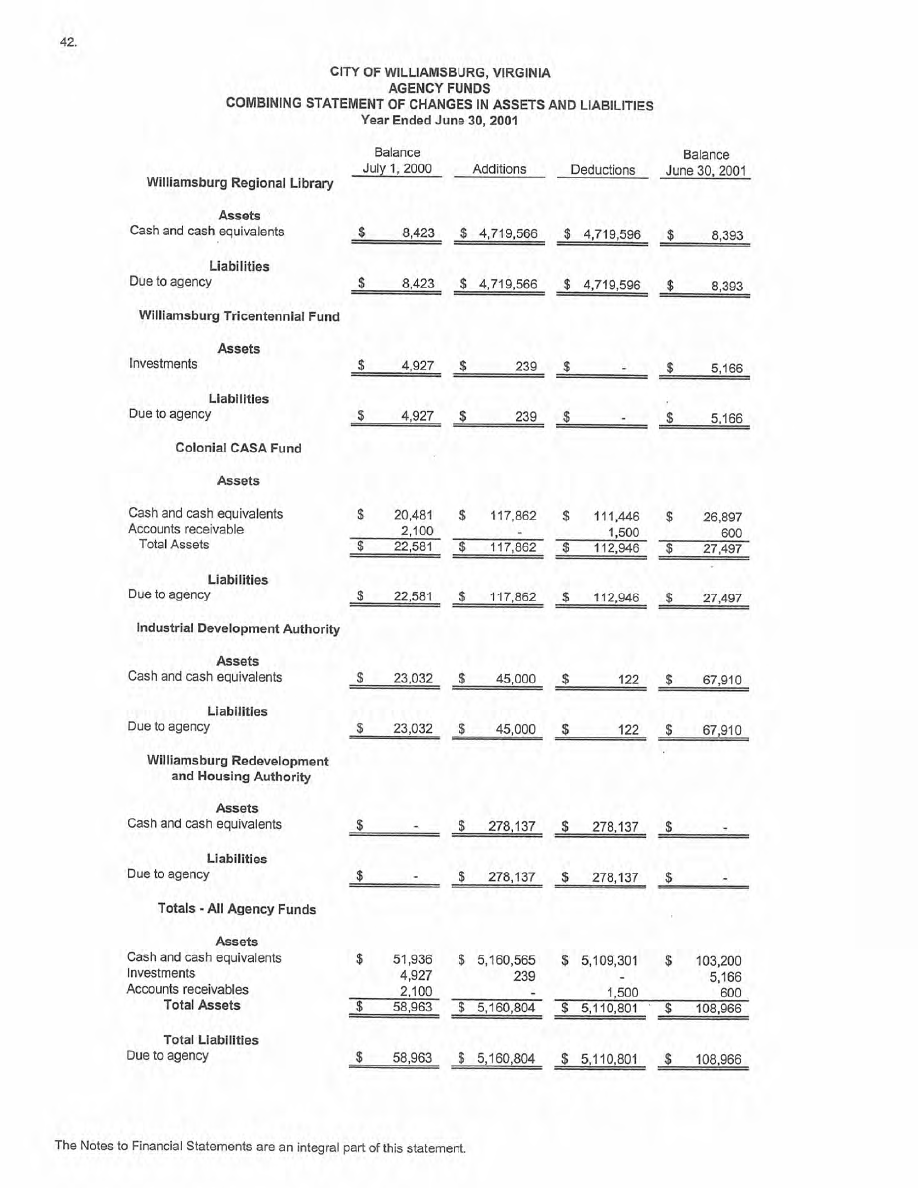 42.
CITY OF WILLIAMSBURG, VIRGINIA
AGENCY FUNDS
COMBINING STATEMENT OF CHANGES IN ASSETS AND LIABILITIES
Year Ended June 30, 2001
Balance Balance
July 1, 2000 Additions Deductions June 30, 2001
Williamsburg Regional Library
Assets
Cash and cash equivalents $ 8,423 $ 4,719,566 $ 4,719,596 $ 8,393
Liabilities
Due to agency $ 8,423 $ 4,719,566 $ 4,719,596 $ 8,393
Williamsburg Tricentennial Fund
Assets
Investments $ 4,927 $ 239 $ - $ 5,166
Liabilities
Due to agency $ 4,927 $ 239 $ - $ 5,166
Colonial CASA Fund
Assets
Cash and cash equivalents $ 20,481 $ 117,862 $ 111,446 $ 26,897
Accounts receivable 2,100 - 1,500 600
Total Assets $ 22,581 $ 117,862 $ 112,946 $ 27,497
Liabilities
Due to agency $ 22,581 $ 117,862 $ 112,946 $ 27,497
Industrial Development Authority
Assets
Cash and cash equivalents $ 23,032 $ 45,000 $ 122 $ 67,910
Liabilities
Due to agency $ 23,032 $ 45,000 $ 122 $ 67,910
Williamsburg Redevelopment
and Housing Authority
Assets
Cash and cash equivalents $ - $ 278,137 $ 278,137 $ -
Liabilities
Due to agency $ - $ 278,137 $ 278,137 $ -
Totals - All Agency Funds
Assets
Cash and cash equivalents $ 51,936 $ 5,160,565 $ 5,109,301 $ 103,200
Investments 4,927 239 - 5,166
Accounts receivables 2,100 - 1,500 600
Total Assets $ 58,963 $ 5,160,804 $ 5,110,801 $ 108,966
Total Liabilities
Due to agency $ 58,963 $ 5,160,804 $ 5,110,801 $ 108,966
The Notes to Financial Statements are an integral part of this statement.